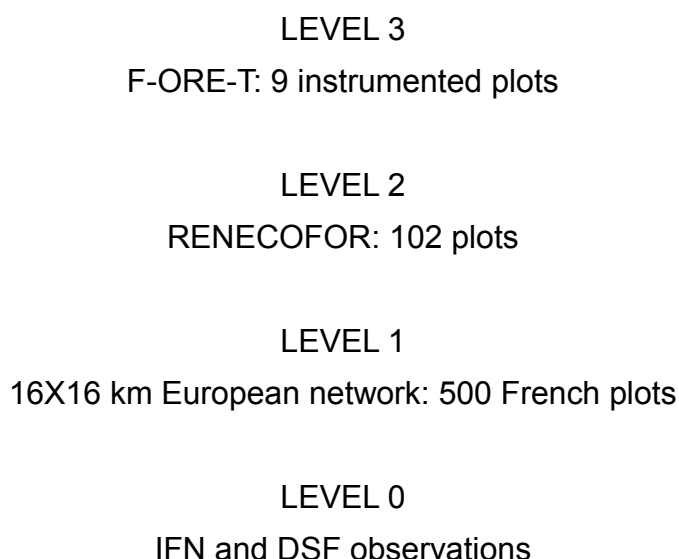 LEVEL 3
F-ORE-T: 9 instrumented plots
LEVEL 2
RENECOFOR: 102 plots
LEVEL 1
16X16 km European network: 500 French plots
LEVEL 0
IFN and DSF observations